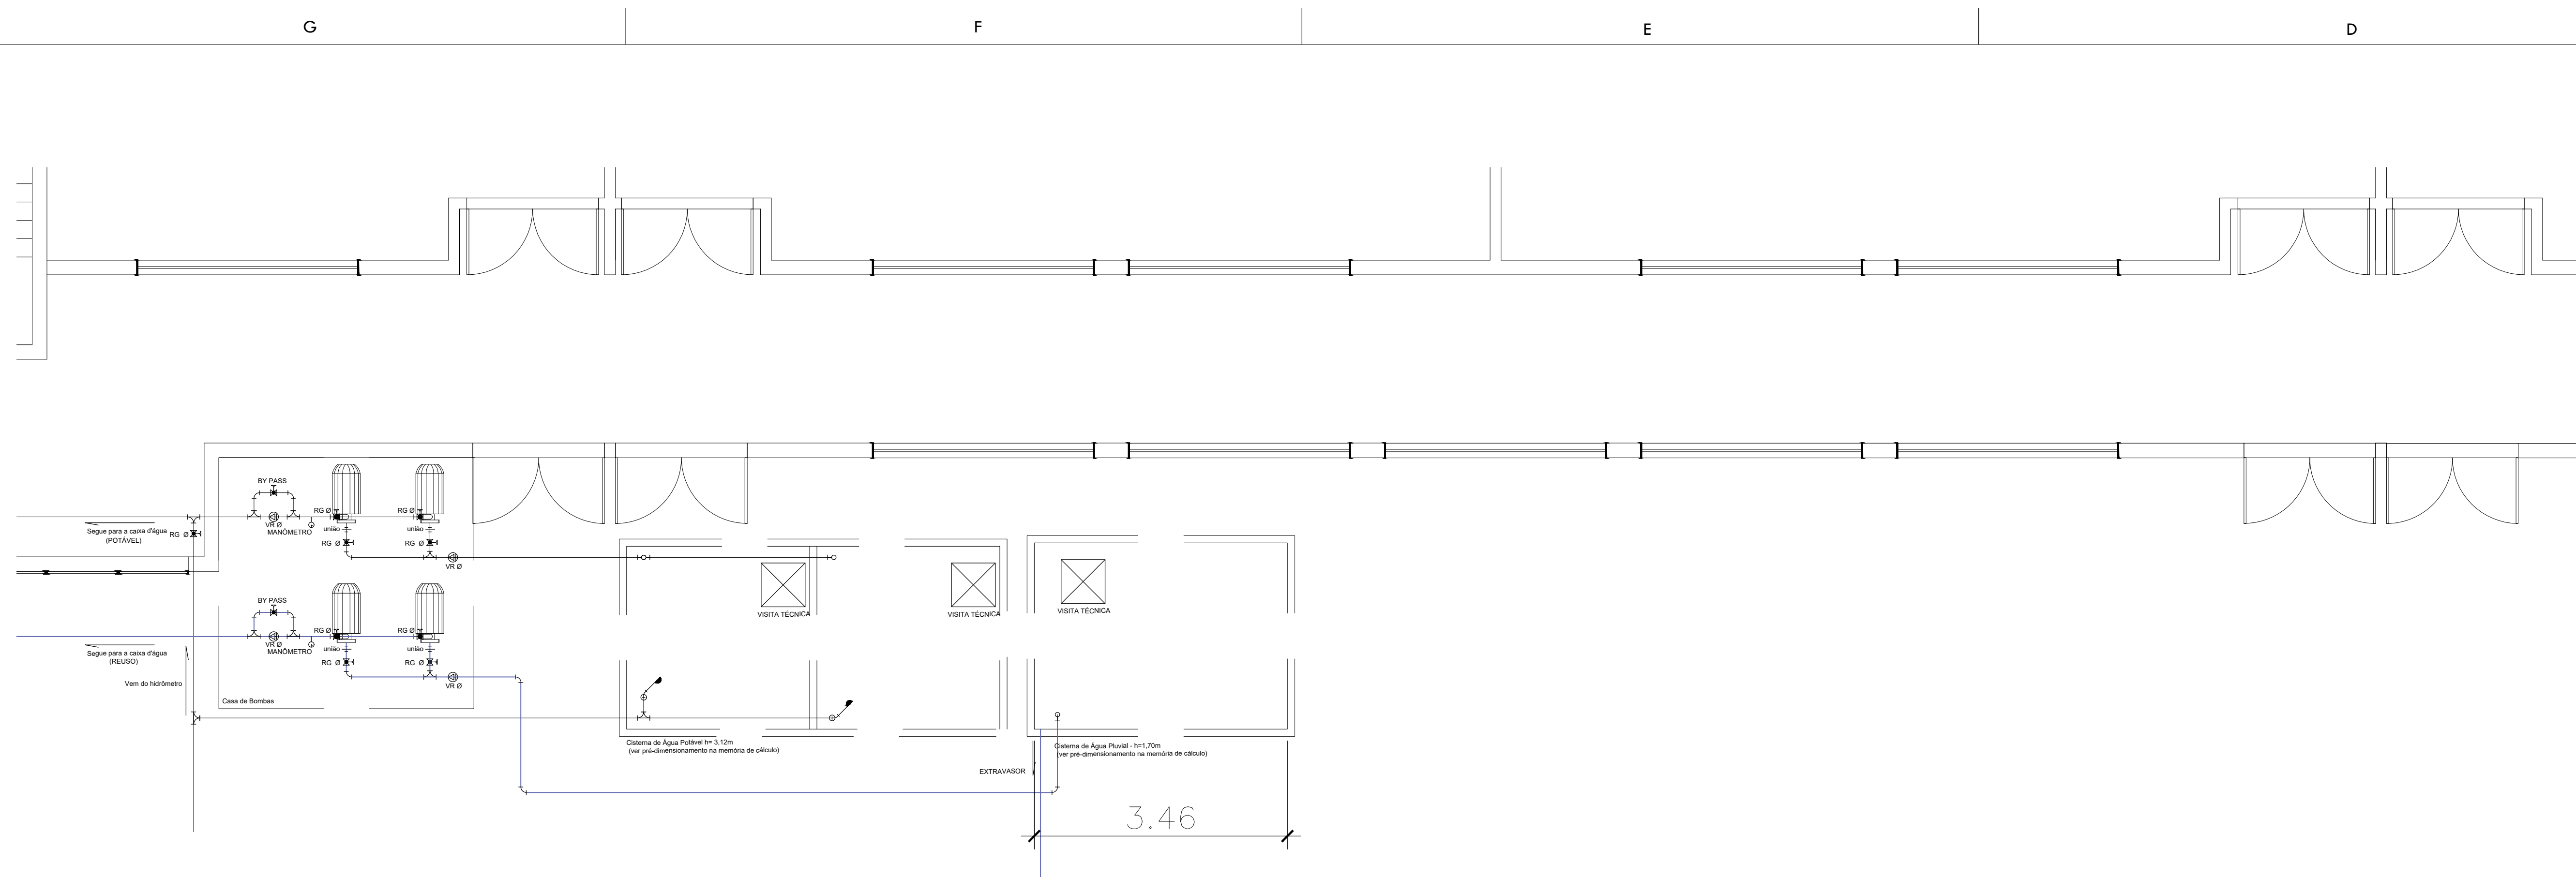 G
F
E
D
BY PASS
RG Ø
RG Ø
VR Ø
MANÔMETRO
união
união
Segue para a caixa d'água
(POTÁVEL)
RG Ø
RG Ø
RG Ø
VR Ø
BY PASS
RG Ø
RG Ø
VR Ø
MANÔMETRO
união
união
Segue para a caixa d'água
(REUSO)
RG Ø
RG Ø
VR Ø
Vem do hidrômetro
Casa de Bombas
VISITA TÉCNICA
VISITA TÉCNICA
VISITA TÉCNICA
Cisterna de Água Potável h= 3,12m
(ver pré-dimensionamento na memória de cálculo)
Cisterna de Água Pluvial - h=1,70m
(ver pré-dimensionamento na memória de cálculo)
EXTRAVASOR
3.46